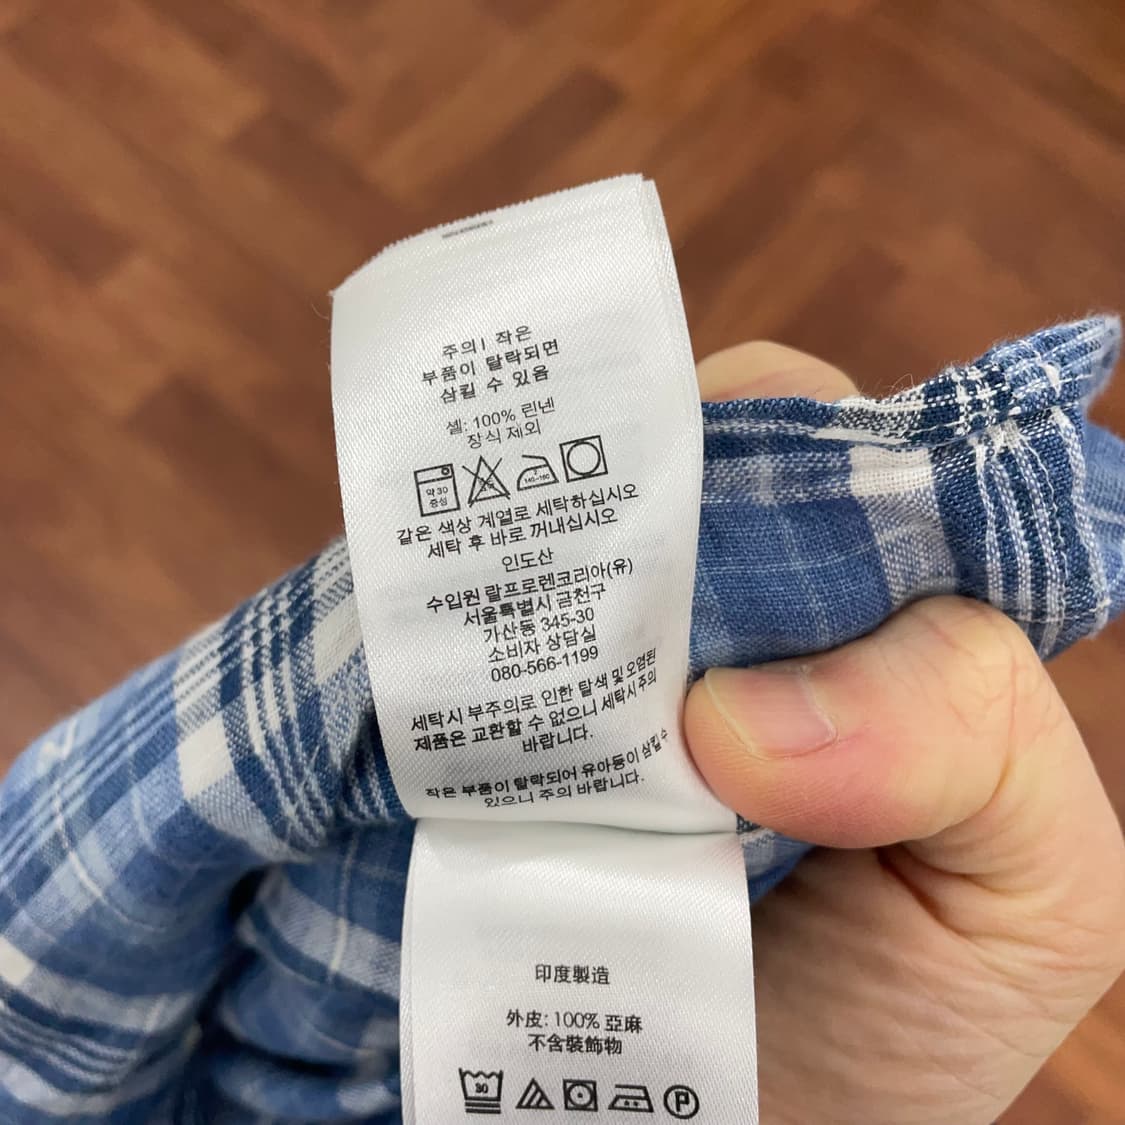 주의! 작은
부품이 탈락되면
삼킬 수 있음
셸: 100% 린넨
장식 제외
약 30
중성
140~160
같은 색상 계열로 세탁하십시오
세탁 후 바로 꺼내십시오
인도산
수입원 랄프로렌코리아(유)
서울특별시 금천구
가산동 345-30
소비자 상담실
080-566-1199
세탁시 부주의로 인한 탈색 및 오염된
제품은 교환할 수 없으니 세탁시 주의
바랍니다.
작은 부품이 탈락되어 유아등이 삼킬 수
있으니 주의 바랍니다.
印度製造
外皮: 100% 亞麻
不含裝飾物
30
P